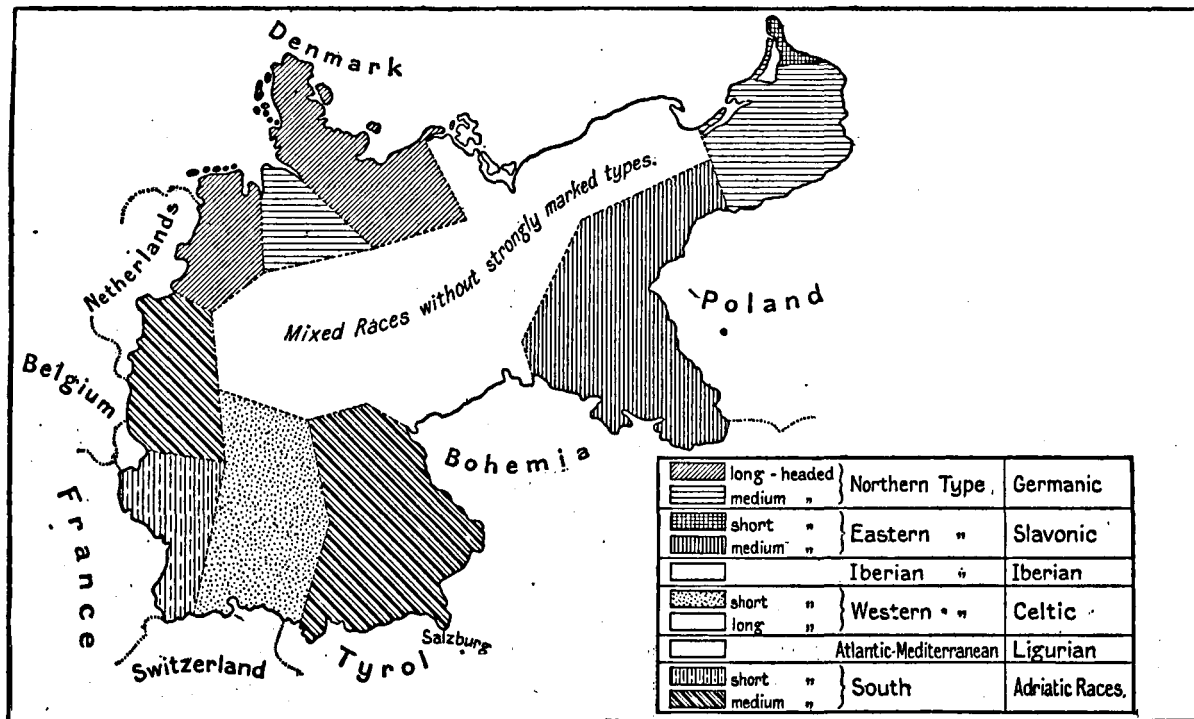 Denmark
Netherlands
Mixed Races without strongly marked types.
Poland
Belgium
Bohemia
France
Switzerland
Tyrol
Salzburg
long-headed } Northern Type. Germanic
medium „
short „ } Eastern „ Slavonic
medium „
Iberian „ Iberian
short „ } Western „ Celtic
long „
Atlantic-Mediterranean Ligurian
short „ } South Adriatic Races.
medium „